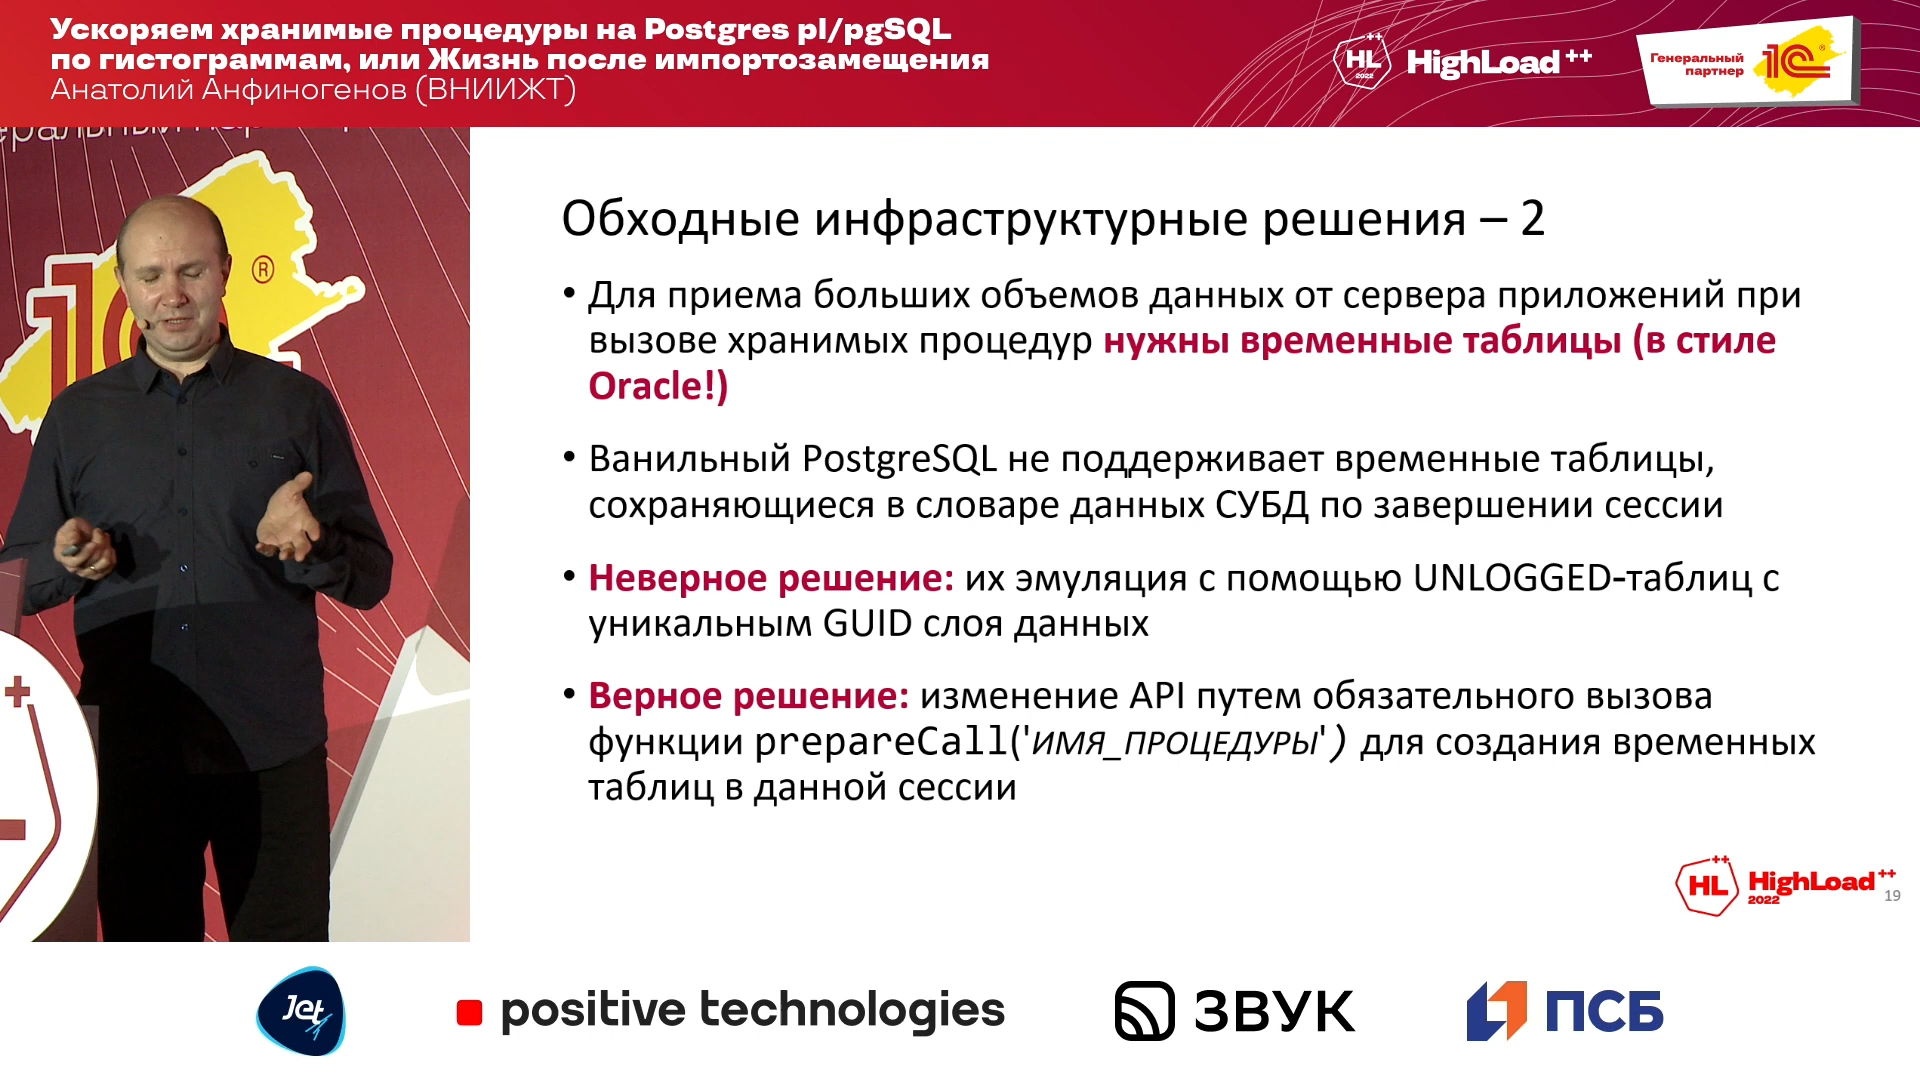 Ускоряем хранимые процедуры на Postgres pl/pgSQL
по гистограммам, или Жизнь после импортозамещения
Анатолий Анфиногенов (ВНИИЖТ)
HL
++
2022
HighLoad++
Генеральный
партнер
1С®
®
Обходные инфраструктурные решения – 2
• Для приема больших объемов данных от сервера приложений при
вызове хранимых процедур нужны временные таблицы (в стиле
Oracle!)
• Ванильный PostgreSQL не поддерживает временные таблицы,
сохраняющиеся в словаре данных СУБД по завершении сессии
• Неверное решение: их эмуляция с помощью UNLOGGED-таблиц с
уникальным GUID слоя данных
• Верное решение: изменение API путем обязательного вызова
функции prepareCall('ИМЯ_ПРОЦЕДУРЫ') для создания временных
таблиц в данной сессии
HL
++
HighLoad++
2022
19
Jet
positive technologies
ЗВУК
ПСБ